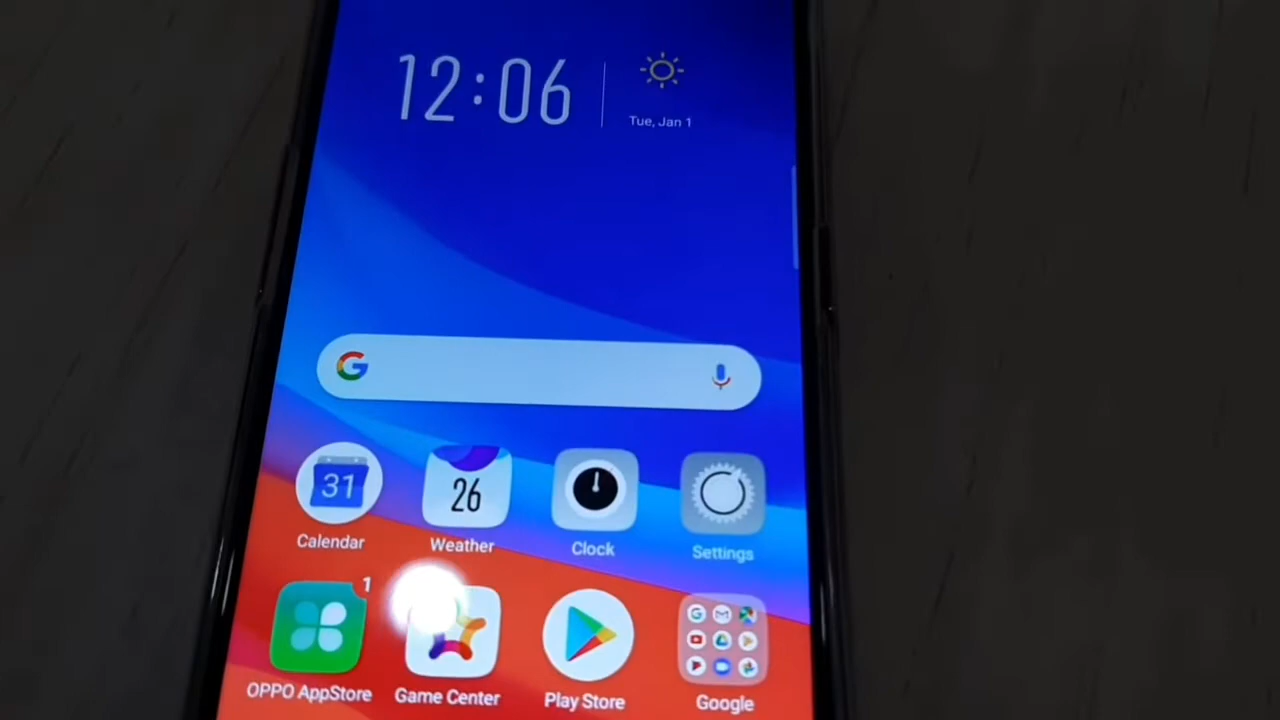 12:06
Tue, Jan 1
G
31
26
Calendar
Weather
Clock
Settings
1
OPPO AppStore
Game Center
Play Store
Google